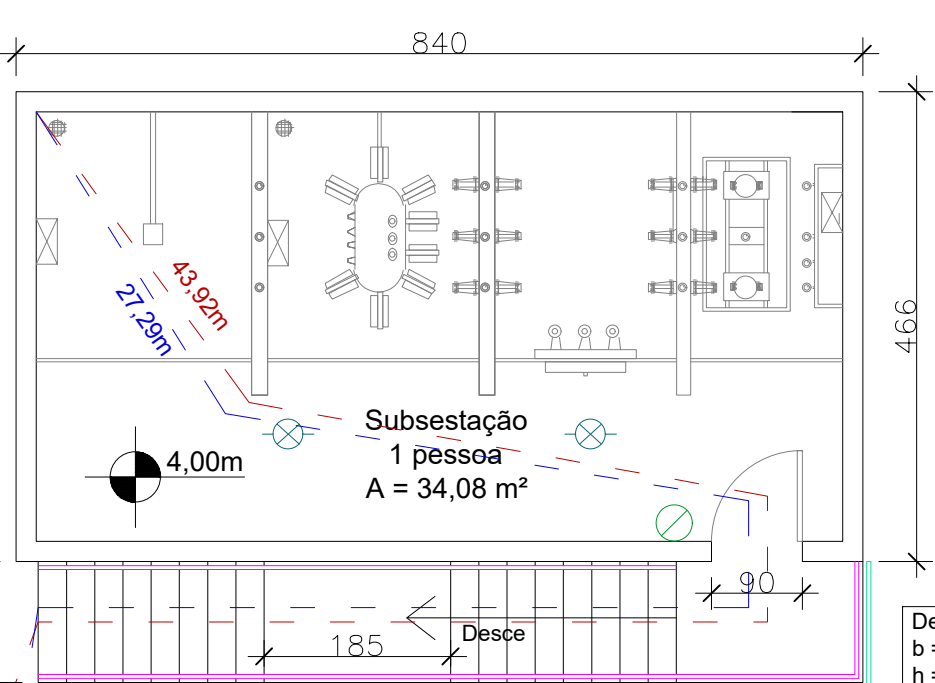 840
466
43,92m
27,29m
Subsestação
1 pessoa
A = 34,08 m²
4,00m
90
185
Desce
De
b =
h =